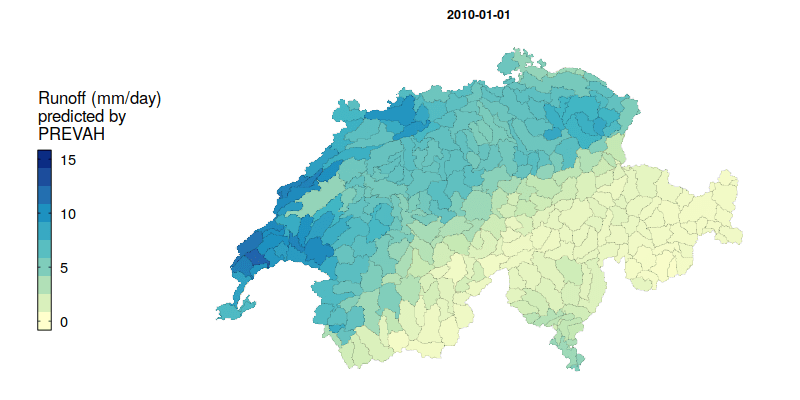 2010-01-01
Runoff (mm/day)
predicted by
PREVAH
15
10
5
0